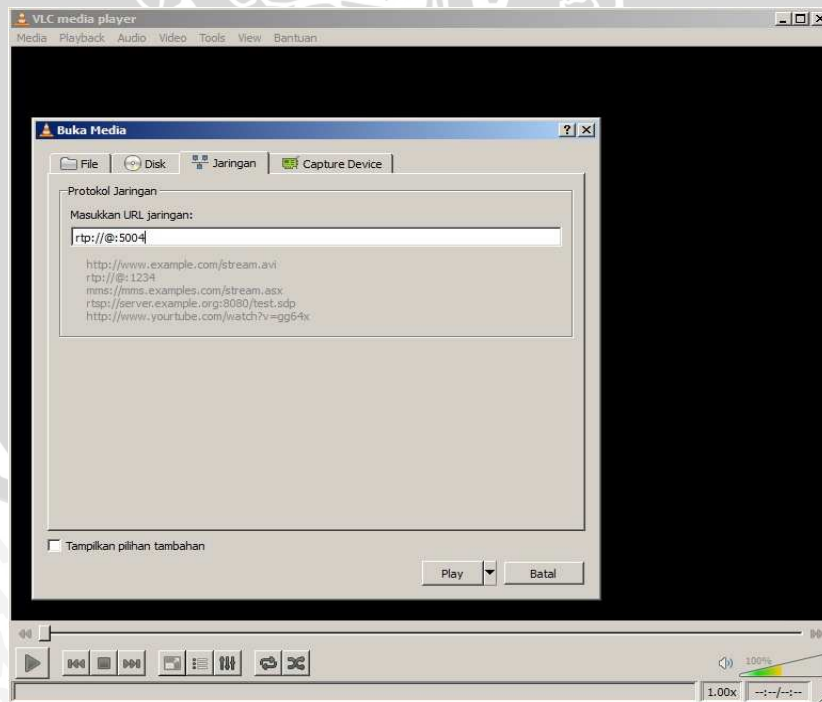 VLC media player
Media Playback Audio Video Tools View Bantuan
Buka Media
File Disk Jaringan Capture Device
Protokol Jaringan
Masukkan URL jaringan:
rtp://@:5004
http://www.example.com/stream.avi
rtp://@:1234
mms://mms.examples.com/stream.asx
rtsp://server.example.org:8080/test.sdp
http://www.yourtube.com/watch?v=gg64x
Tampilkan pilihan tambahan
Play Batal
100%
1.00x --:--/--:--